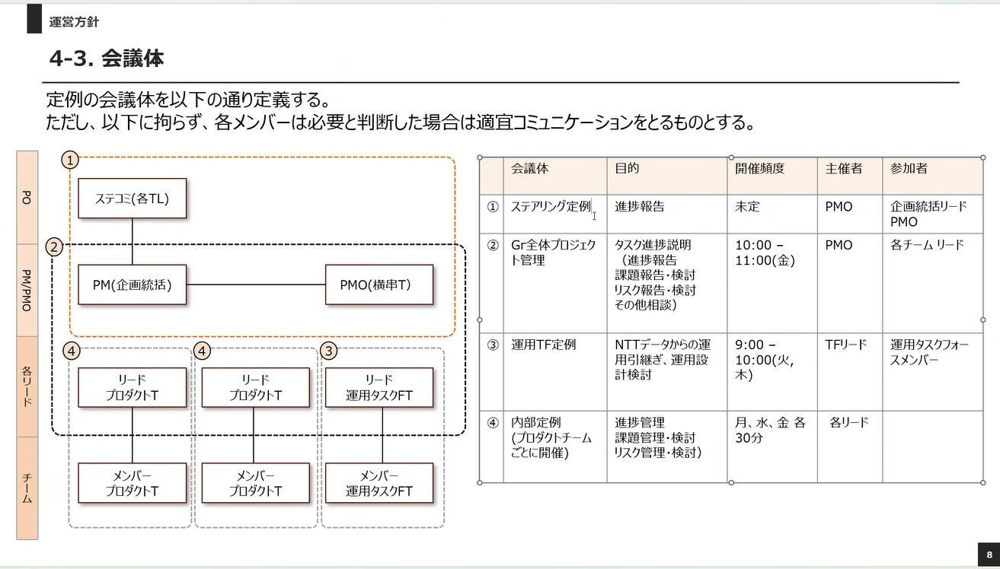 運営方針
4-3. 会議体
定例の会議体を以下の通り定義する。
ただし、以下に拘らず、各メンバーは必要と判断した場合は適宜コミュニケーションをとるものとする。
PO
PM/PMO
各リード
チーム
1
ステコミ(各TL)
2
PM(企画統括)
PMO(横串T)
4
リード
プロダクトT
4
リード
プロダクトT
3
リード
運用タスクFT
メンバー
プロダクトT
メンバー
プロダクトT
メンバー
運用タスクFT
会議体
目的
開催頻度
主催者
参加者
①
ステアリング定例
進捗報告
未定
PMO
企画統括リード
PMO
②
Gr全体プロジェク
ト管理
タスク進捗説明
（進捗報告
課題報告・検討
リスク報告・検討
その他相談）
10:00 –
11:00(金)
PMO
各チーム リード
③
運用TF定例
NTTデータからの運
用引継ぎ、運用設
計検討
9:00 –
10:00(火,
木)
TFリード
運用タスクフォー
スメンバー
④
内部定例
(プロダクトチーム
ごとに開催)
進捗管理
課題管理・検討
リスク管理・検討）
月、水、金 各
30分
各リード
8